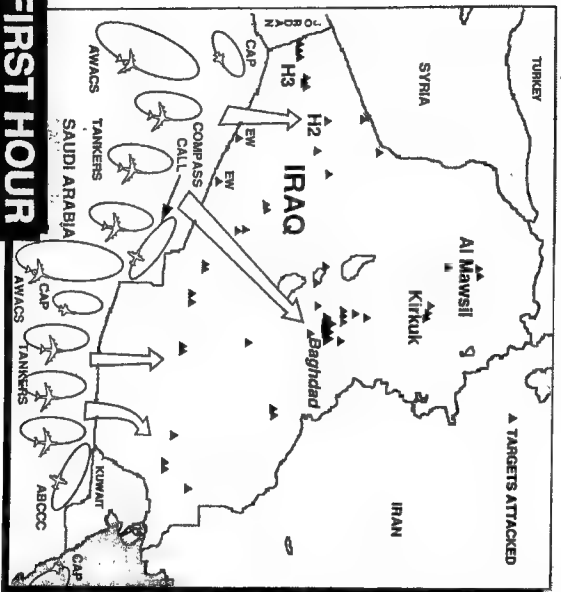 FIRST HOUR
TURKEY
SYRIA
JORDAN
▲ TARGETS ATTACKED
Al Mawsil
Kirkuk
IRAN
H3
H2
IRAQ
Baghdad
EW
EW
CAP
AWACS
COMPASS
CALL
TANKERS
SAUDI ARABIA
CAP
AWACS
TANKERS
ABCCC
KUWAIT
CAP